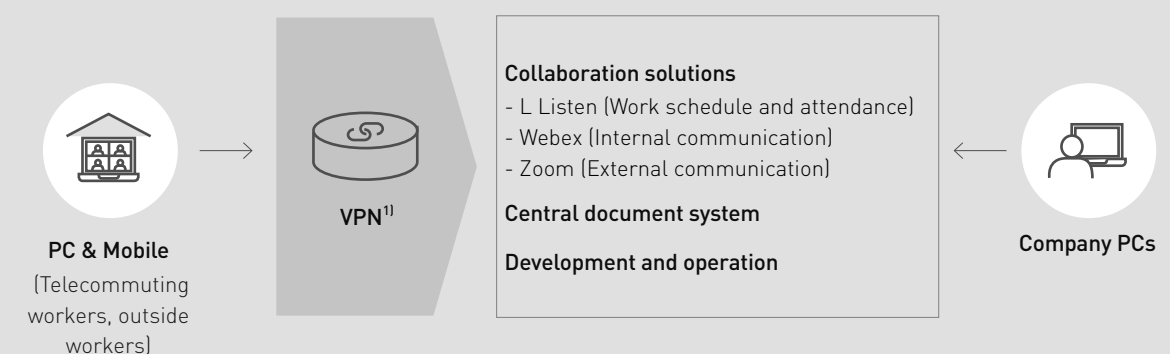 PC & Mobile
(Telecommuting
workers, outside
workers)
VPN1)
Collaboration solutions
- L Listen (Work schedule and attendance)
- Webex (Internal communication)
- Zoom (External communication)
Central document system
Development and operation
Company PCs